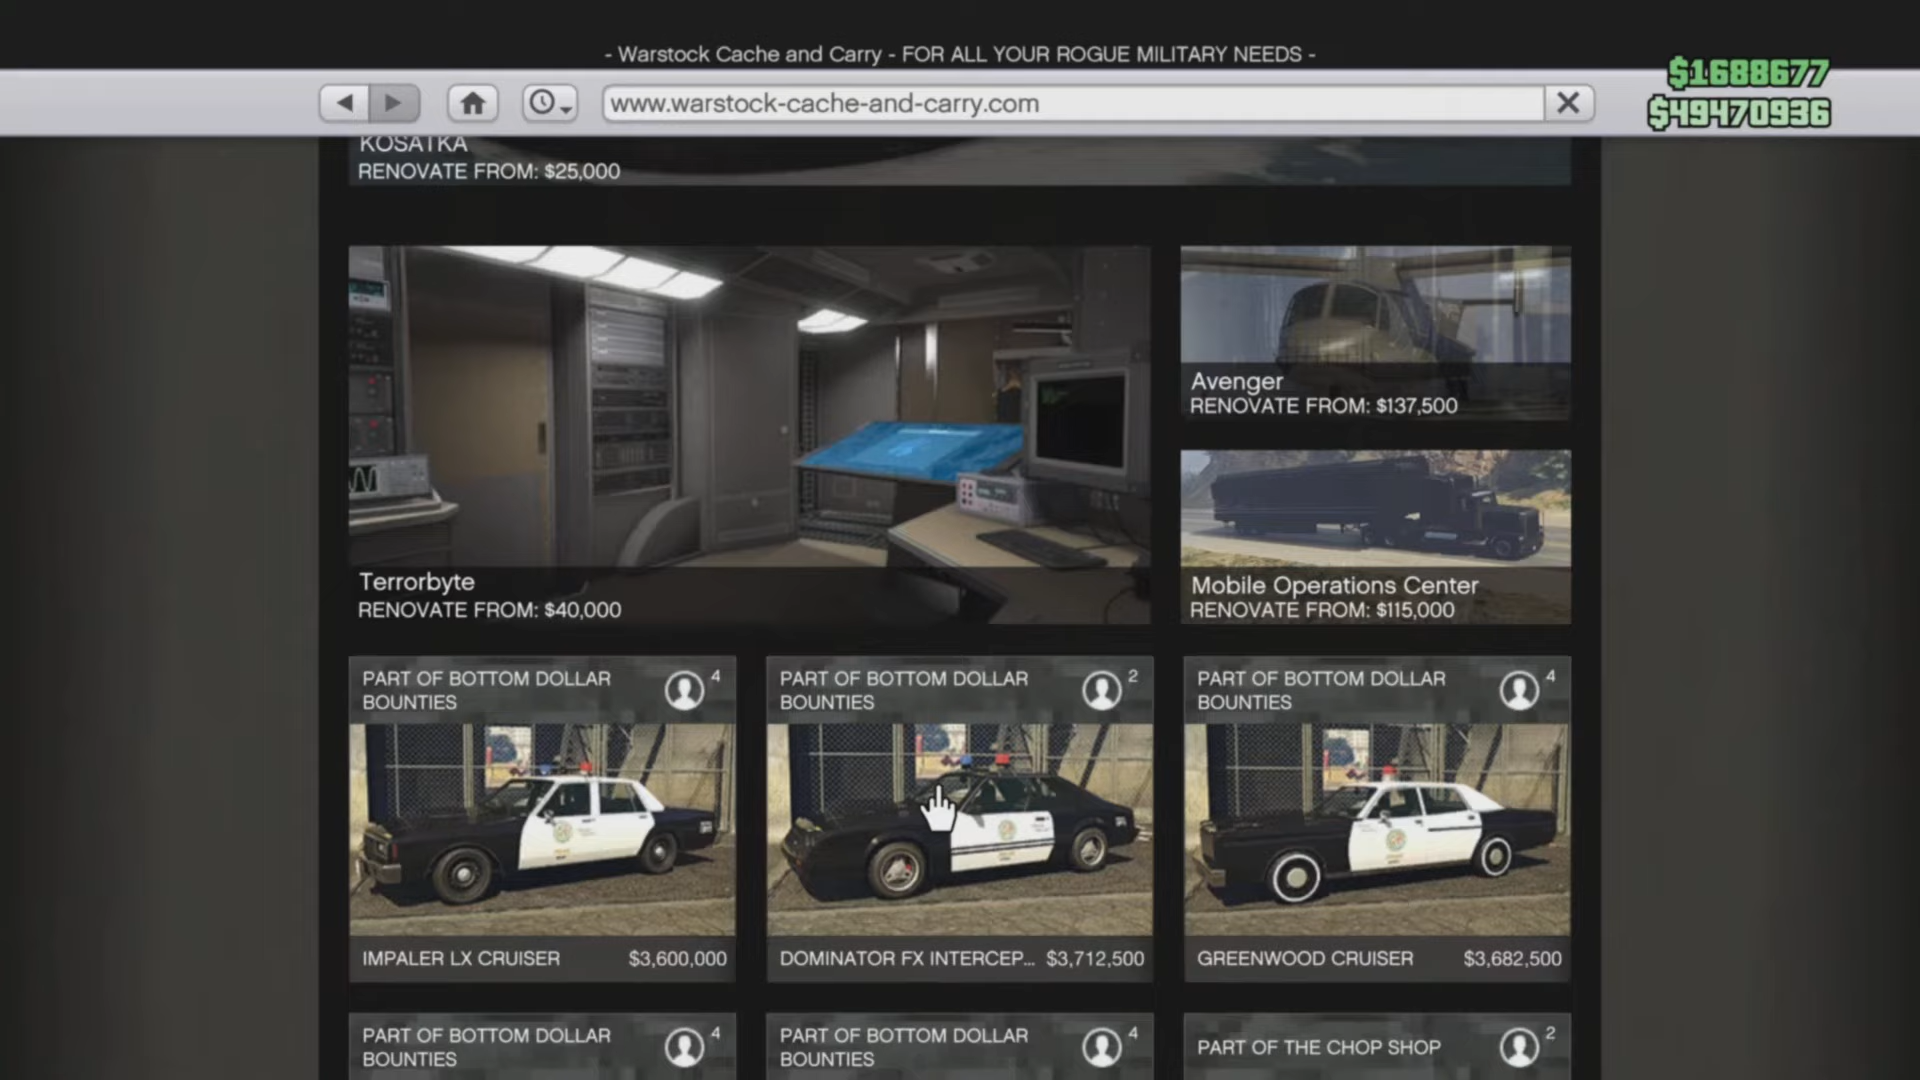 - Warstock Cache and Carry - FOR ALL YOUR ROGUE MILITARY NEEDS -
$1688677
www.warstock-cache-and-carry.com
$49470936
KOSATKA
RENOVATE FROM: $25,000
Avenger
RENOVATE FROM: $137,500
Terrorbyte
RENOVATE FROM: $40,000
Mobile Operations Center
RENOVATE FROM: $115,000
PART OF BOTTOM DOLLAR
BOUNTIES
4
PART OF BOTTOM DOLLAR
BOUNTIES
2
PART OF BOTTOM DOLLAR
BOUNTIES
4
IMPALER LX CRUISER $3,600,000
DOMINATOR FX INTERCEP... $3,712,500
GREENWOOD CRUISER $3,682,500
PART OF BOTTOM DOLLAR
BOUNTIES
4
PART OF BOTTOM DOLLAR
BOUNTIES
4
PART OF THE CHOP SHOP
2